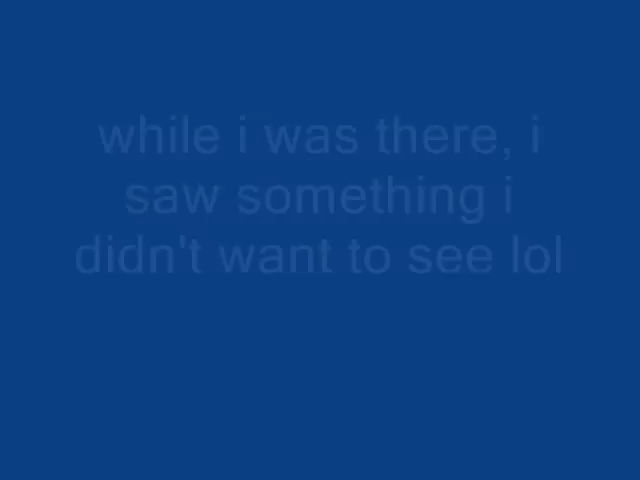 while i was there, i
saw something i
didn't want to see lol